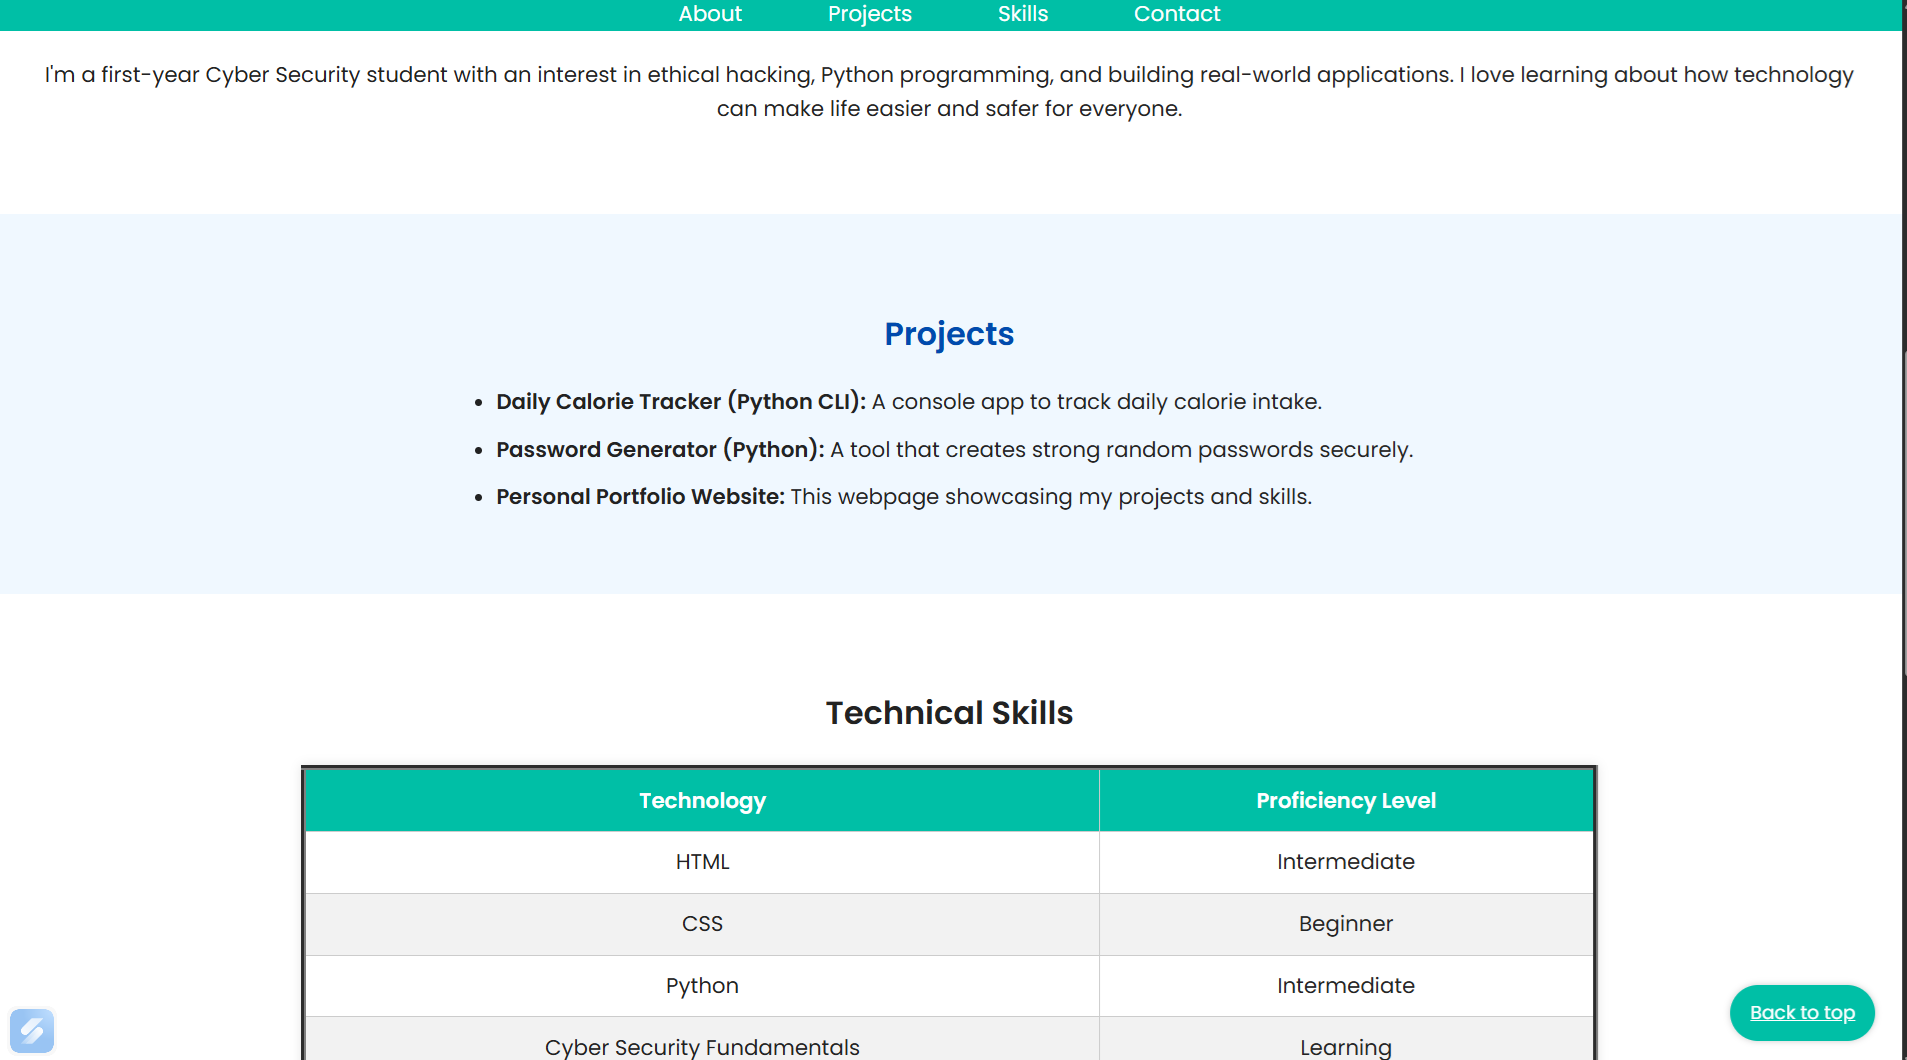 About Projects Skills Contact
I'm a first-year Cyber Security student with an interest in ethical hacking, Python programming, and building real-world applications. I love learning about how technology
can make life easier and safer for everyone.
Projects
• Daily Calorie Tracker (Python CLI): A console app to track daily calorie intake.
• Password Generator (Python): A tool that creates strong random passwords securely.
• Personal Portfolio Website: This webpage showcasing my projects and skills.
Technical Skills
Technology Proficiency Level
HTML Intermediate
CSS Beginner
Python Intermediate
Cyber Security Fundamentals Learning
Back to top